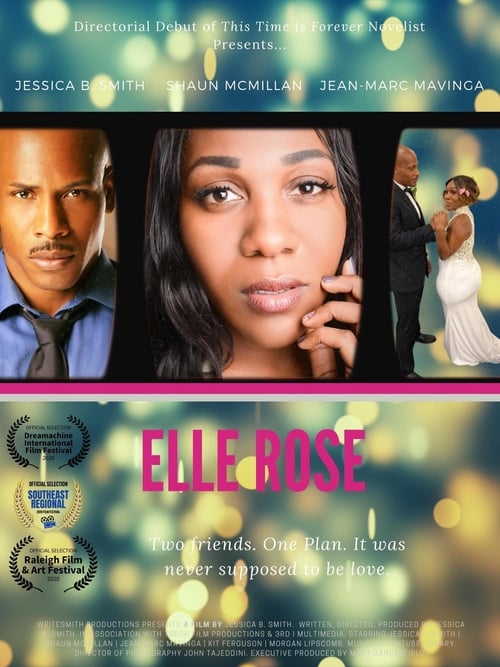 Directorial Debut of This Time is Forever Novelist
Presents...
JESSICA B. SMITH SHAUN MCMILLAN JEAN-MARC MAVINGA
OFFICIAL SELECTION
Dreamachine
International
Film Festival
2020
OFFICIAL SELECTION
SOUTHEAST
REGIONAL
2020 FILM FESTIVAL
OFFICIAL SELECTION
Raleigh Film
& Art Festival
2020
ELLE ROSE
Two friends. One Plan. It was
never supposed to be love.
WRITESMITH PRODUCTIONS PRESENTS A FILM BY JESSICA B. SMITH. WRITTEN, DIRECTED, PRODUCED BY JESSICA
B. SMITH. IN ASSOCIATION WITH FILM PRODUCTIONS & 3RD I MULTIMEDIA. STARRING JESSICA B. SMITH |
SHAUN MCMILLAN | JEAN-MARC MAVINGA | KIT FERGUSON | MORGAN LIPSCOMB.
DIRECTOR OF PHOTOGRAPHY JOHN TAJEDDINI. EXECUTIVE PRODUCED BY